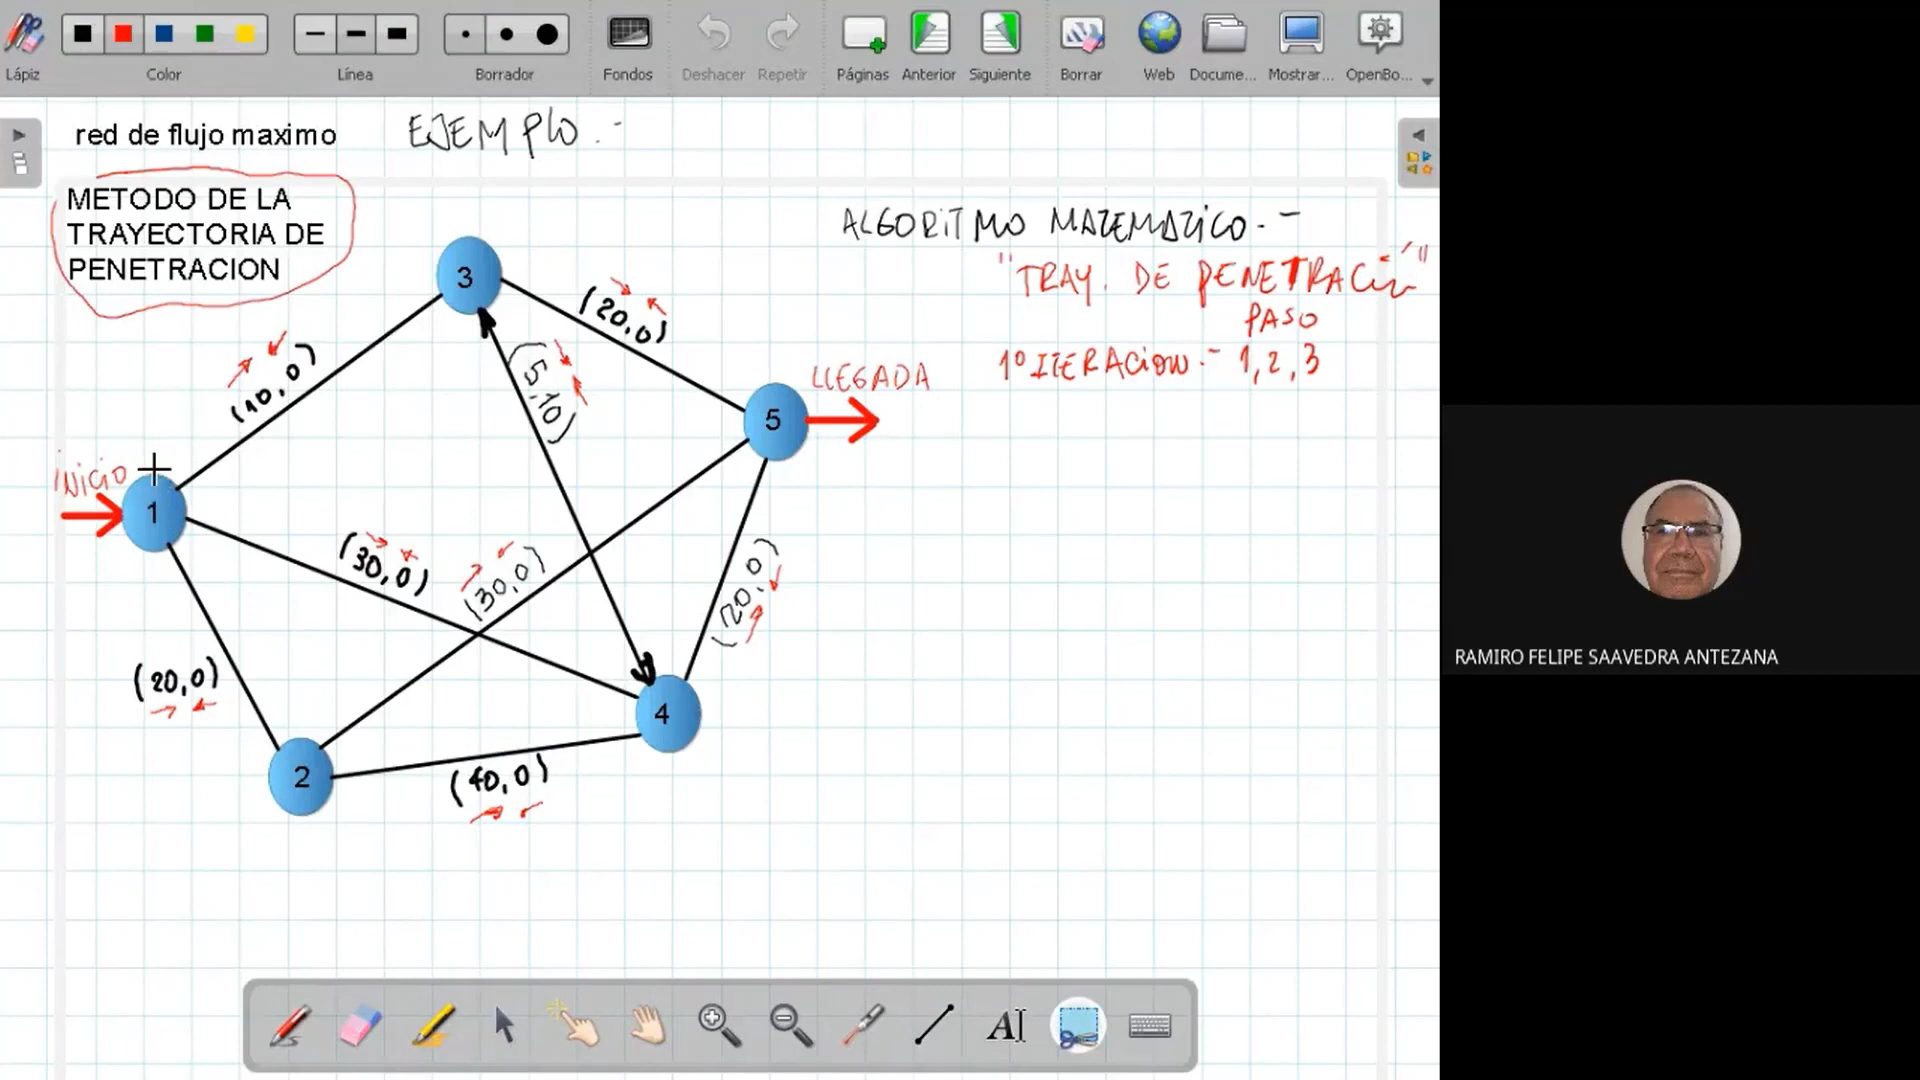 Lápiz
Color
Línea
Borrador
Fondos
Deshacer
Repetir
Páginas
Anterior
Siguiente
Borrar
Web
Docume...
Mostrar...
OpenBo...
red de flujo maximo
EJEMPLO.-
METODO DE LA
TRAYECTORIA DE
PENETRACION
ALGORITMO MATEMATICO.-
"TRAY. DE PENETRACIÓN"
PASO
1º ITERACION.- 1, 2, 3
3
(20,0)
(10,0)
(5,10)
LLEGADA
5
INICIO
1
(30,0)
(30,0)
(20,0)
(20,0)
4
2
(40,0)
RAMIRO FELIPE SAAVEDRA ANTEZANA
AI